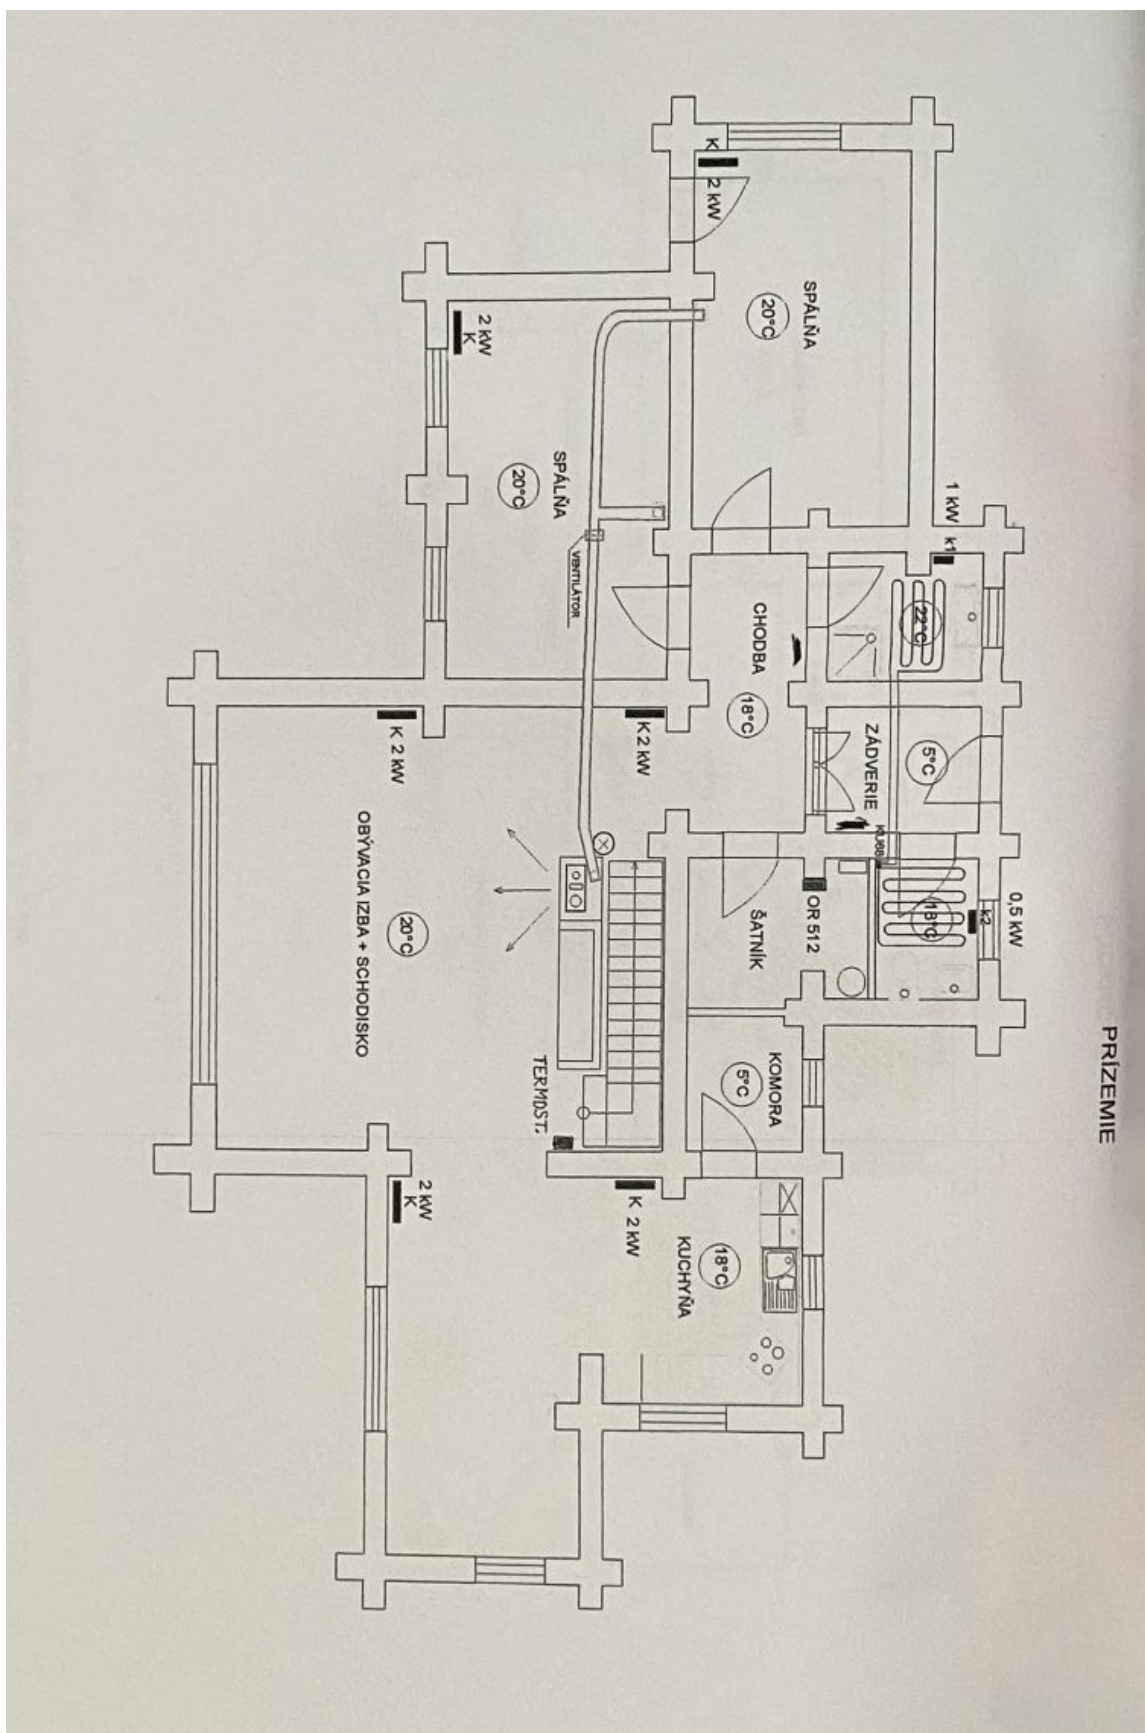 PRÍZEMIE
1 kW
k1
0,5 kW
k2
22°C
5°C
18°C
ZÁDVERIE
KU68
OR 512
SPÁLŇA
20°C
K
2 kW
CHODBA
18°C
ŠATNÍK
KOMORA
5°C
KUCHYŇA
18°C
K 2 kW
K 2 kW
SPÁLŇA
20°C
VENTILÁTOR
2 kW
K
TERMOST.
K 2 kW
OBÝVACIA IZBA + SCHODISKO
20°C
2 kW
K